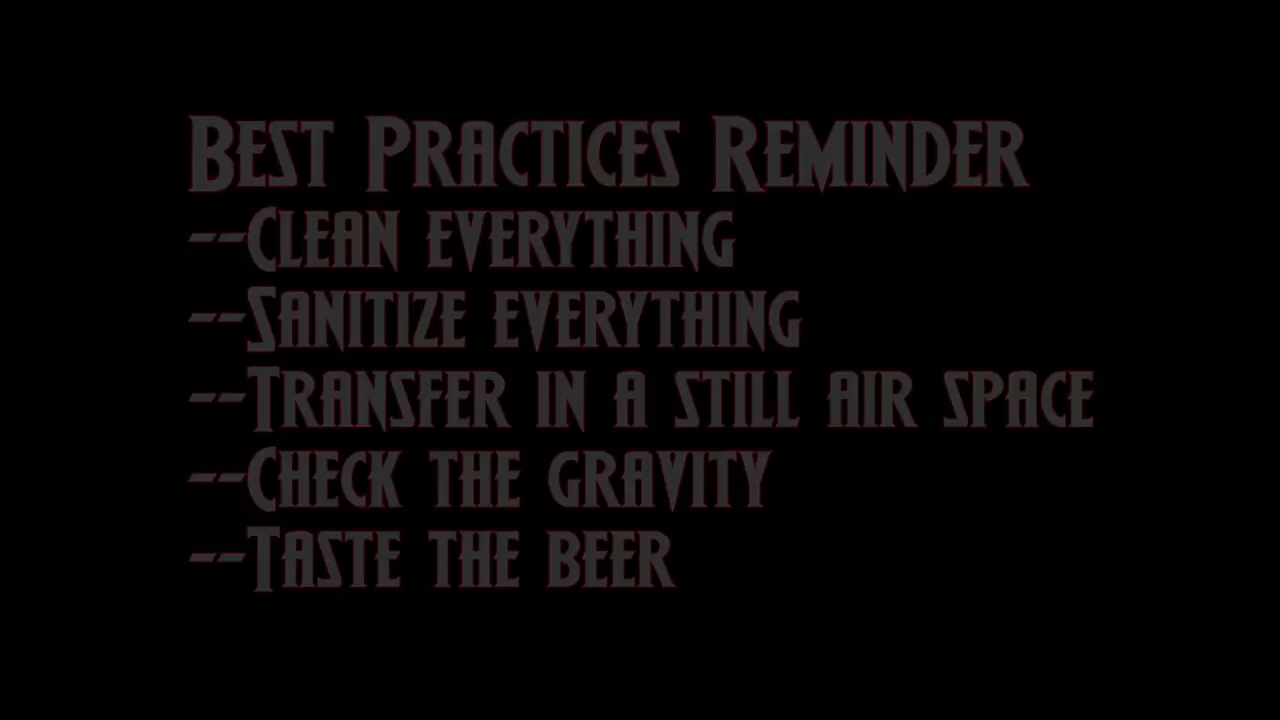 Best Practices Reminder
--Clean everything
--Sanitize everything
--Transfer in a still air space
--Check the gravity
--Taste the beer